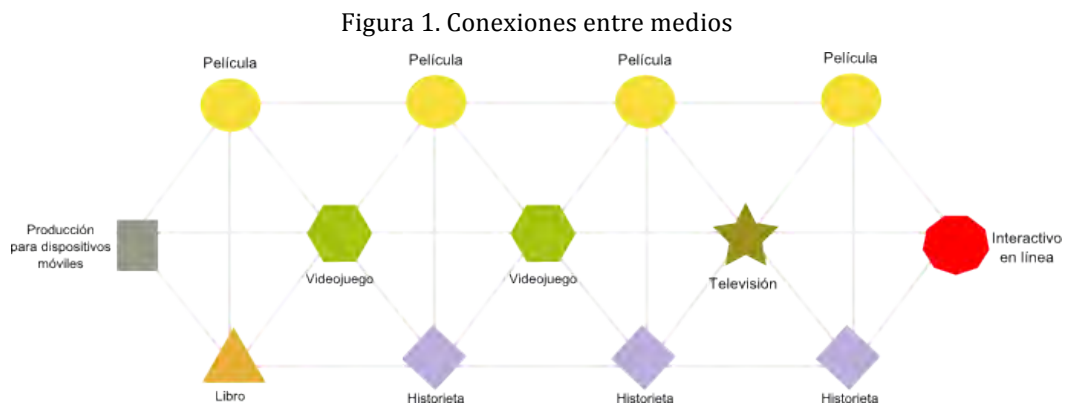 Figura 1. Conexiones entre medios
Película
Película
Película
Película
Producción
para dispositivos
móviles
Videojuego
Videojuego
Televisión
Interactivo
en línea
Libro
Historieta
Historieta
Historieta